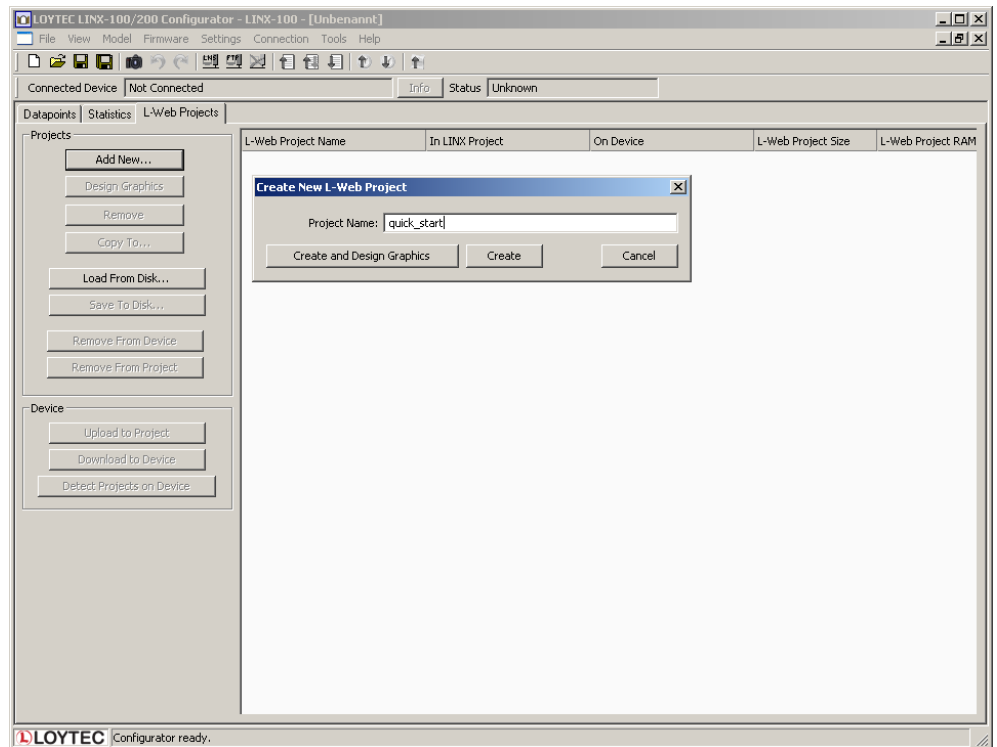 LOYTEC LINX-100/200 Configurator - LINX-100 - [Unbenannt]
File View Model Firmware Settings Connection Tools Help
Connected Device Not Connected Info Status Unknown
Datapoints Statistics L-Web Projects
Projects
Add New...
Design Graphics
Remove
Copy To...
Load From Disk...
Save To Disk...
Remove From Device
Remove From Project
Device
Upload to Project
Download to Device
Detect Projects on Device
L-Web Project Name In LINX Project On Device L-Web Project Size L-Web Project RAM
Create New L-Web Project
Project Name: quick_start
Create and Design Graphics Create Cancel
LOYTEC Configurator ready.